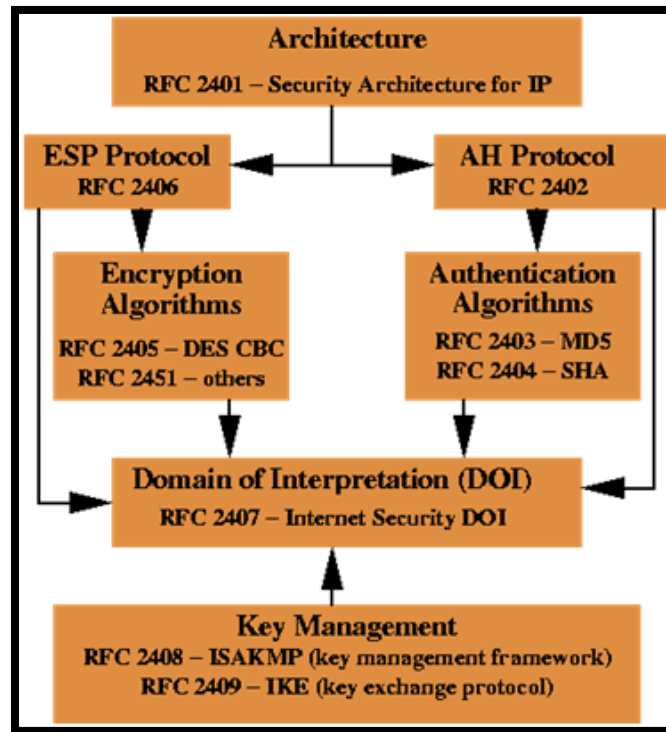 Architecture
RFC 2401 – Security Architecture for IP
ESP Protocol
RFC 2406
AH Protocol
RFC 2402
Encryption
Algorithms
RFC 2405 – DES CBC
RFC 2451 – others
Authentication
Algorithms
RFC 2403 – MD5
RFC 2404 – SHA
Domain of Interpretation (DOI)
RFC 2407 – Internet Security DOI
Key Management
RFC 2408 – ISAKMP (key management framework)
RFC 2409 – IKE (key exchange protocol)